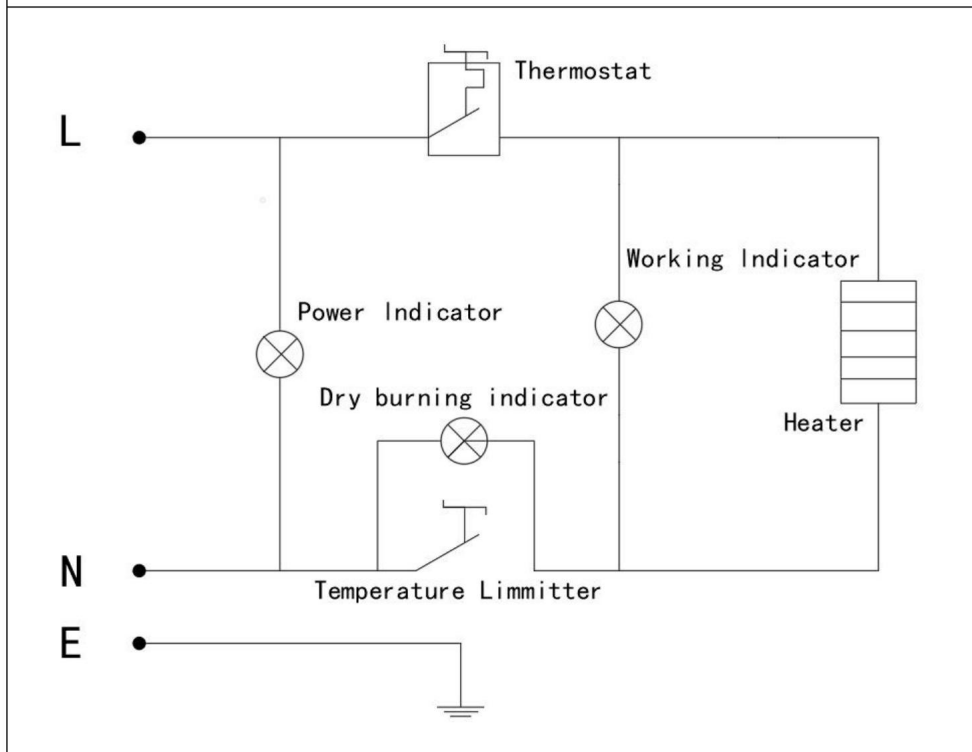 Thermostat
L
Working Indicator
Power Indicator
Dry burning indicator
Heater
N
Temperature Limmitter
E